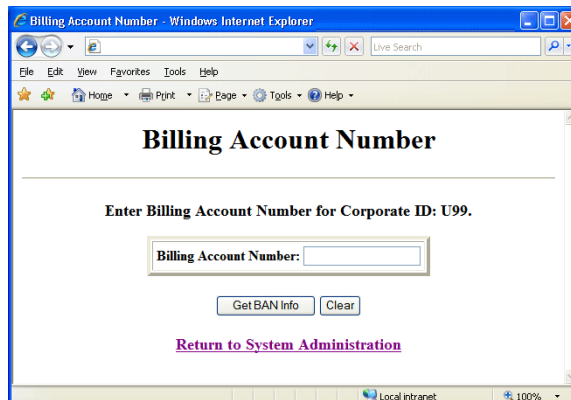 Billing Account Number - Windows Internet Explorer
Live Search
File Edit View Favorites Tools Help
Home Print Page Tools Help
Billing Account Number
Enter Billing Account Number for Corporate ID: U99.
Billing Account Number:
Get BAN Info Clear
Return to System Administration
Local intranet 100%